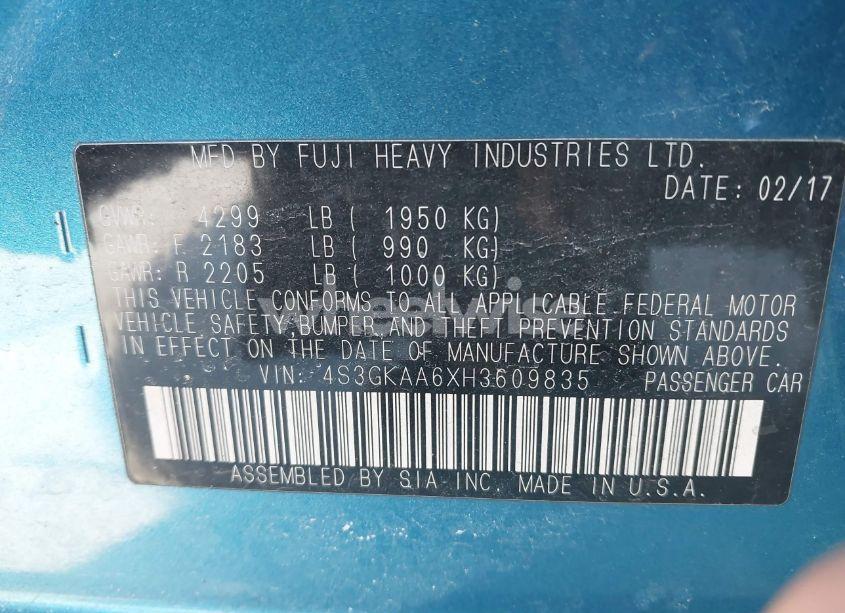 MFD BY FUJI HEAVY INDUSTRIES LTD.
DATE: 02/17
GVWR: 4299 LB ( 1950 KG)
GAWR: F 2183 LB ( 990 KG)
GAWR: R 2205 LB ( 1000 KG)
THIS VEHICLE CONFORMS TO ALL APPLICABLE FEDERAL MOTOR
VEHICLE SAFETY, BUMPER AND THEFT PREVENTION STANDARDS
IN EFFECT ON THE DATE OF MANUFACTURE SHOWN ABOVE.
VIN: 4S3GKAA6XH3609835 PASSENGER CAR
ASSEMBLED BY SIA INC. MADE IN U.S.A.